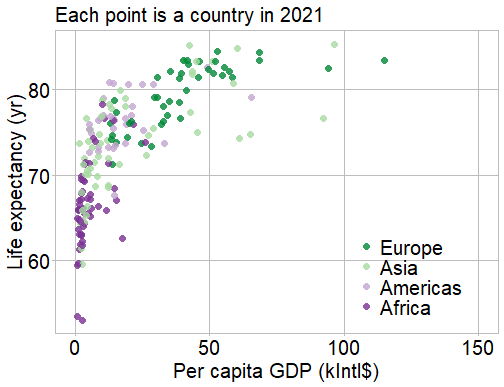 Each point is a country in 2021
Life expectancy (yr)
80
70
60
Europe
Asia
Americas
Africa
0
50
100
150
Per capita GDP (kIntl$)